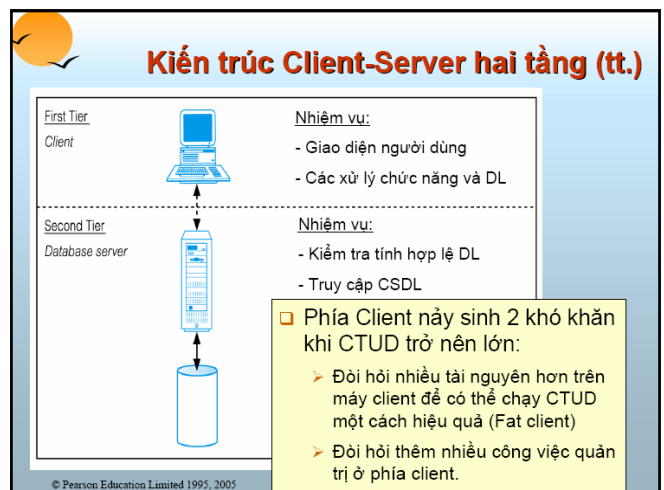 Kiến trúc Client-Server hai tầng (tt.)
First Tier
Client
Nhiệm vụ:
- Giao diện người dùng
- Các xử lý chức năng và DL
Second Tier
Database server
Nhiệm vụ:
- Kiểm tra tính hợp lệ DL
- Truy cập CSDL
Phía Client nảy sinh 2 khó khăn
khi CTUD trở nên lớn:
Đòi hỏi nhiều tài nguyên hơn trên
máy client để có thể chạy CTUD
một cách hiệu quả (Fat client)
Đòi hỏi thêm nhiều công việc quản
trị ở phía client.
© Pearson Education Limited 1995, 2005